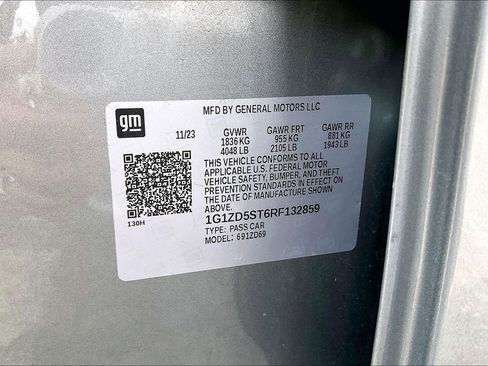 MFD BY GENERAL MOTORS LLC
gm
11/23 GVWR GAWR FRT GAWR RR
1836 KG 955 KG 881 KG
4048 LB 2105 LB 1943 LB
THIS VEHICLE CONFORMS TO ALL
APPLICABLE U.S. FEDERAL MOTOR
VEHICLE SAFETY, BUMPER, AND THEFT
PREVENTION STANDARDS IN EFFECT ON
THE DATE OF MANUFACTURE SHOWN
ABOVE.
130H
1G1ZD5ST6RF132859
TYPE: PASS CAR
MODEL: 691ZD69